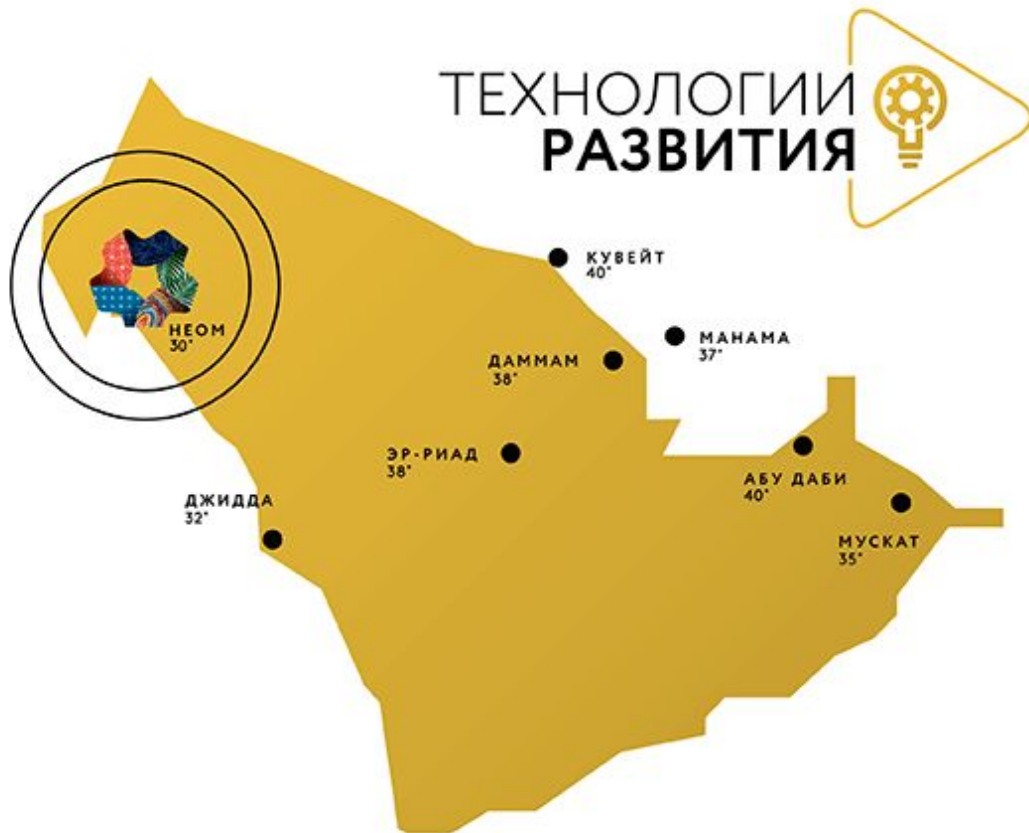 ТЕХНОЛОГИИ
РАЗВИТИЯ
КУВЕЙТ
40°
НЕОМ
30°
МАНАМА
37°
ДАММАМ
38°
ЭР-РИАД
38°
АБУ ДАБИ
40°
ДЖИДДА
32°
МУСКАТ
35°